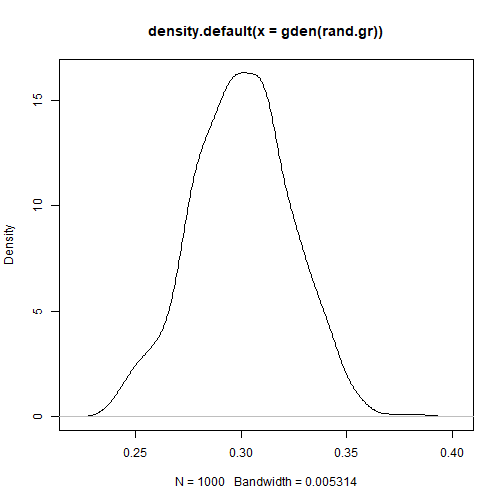 density.default(x = gden(rand.gr))
Density
15
10
5
0
0.25 0.30 0.35 0.40
N = 1000 Bandwidth = 0.005314